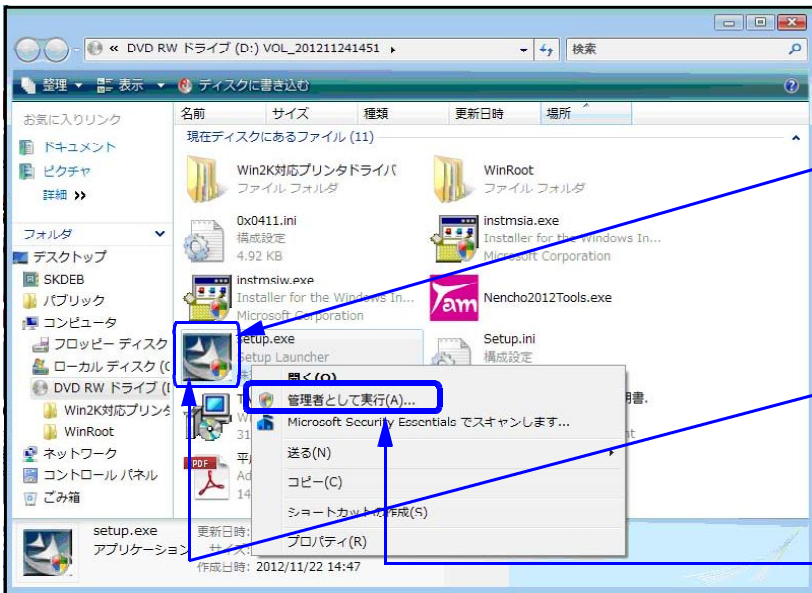 « DVD RW ドライブ (D:) VOL_201211241451
検索
整理 表示 ディスクに書き込む
お気に入りリンク
ドキュメント
ピクチャ
詳細 »
フォルダ
デスクトップ
SKDEB
パブリック
コンピュータ
フロッピー ディスク
ローカル ディスク (C
DVD RW ドライブ (I
Win2K対応プリンタ
WinRoot
ネットワーク
コントロール パネル
ごみ箱
名前 サイズ 種類 更新日時 場所
現在ディスクにあるファイル (11)
Win2K対応プリンタドライバ
ファイル フォルダ
WinRoot
ファイル フォルダ
0x0411.ini
構成設定
4.92 KB
instmsia.exe
Installer for the Windows In...
Microsoft Corporation
instmsiw.exe
Installer for the Windows In...
Microsoft Corporation
Yam
Nencho2012Tools.exe
Setup.exe
Setup Launcher
Setup.ini
構成設定
31
書.
PDF
平
Ad
14
開く(O)
管理者として実行(A)...
Microsoft Security Essentials でスキャンします...
送る(N)
コピー(C)
ショートカットの作成(S)
プロパティ(R)
setup.exe
アプリケーション
更新日時:
サイズ:
作成日時: 2012/11/22 14:47